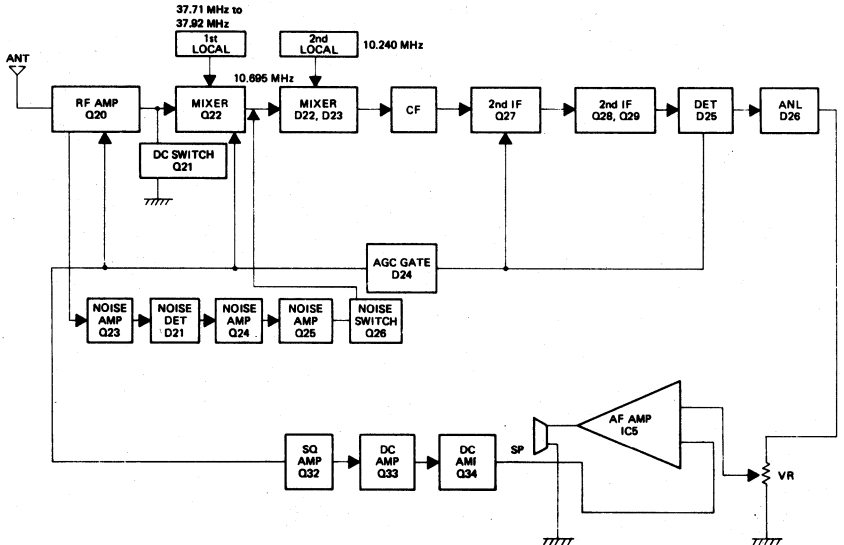 37.71 MHz to
37.92 MHz
1st
LOCAL
2nd
LOCAL
10.240 MHz
ANT
10.695 MHz
RF AMP
Q20
MIXER
Q22
MIXER
D22, D23
CF
2nd IF
Q27
2nd IF
Q28, Q29
DET
D25
ANL
D26
DC SWITCH
Q21
AGC GATE
D24
NOISE
AMP
Q23
NOISE
DET
D21
NOISE
AMP
Q24
NOISE
AMP
Q25
NOISE
SWITCH
Q26
AF AMP
IC5
SP
SQ
AMP
Q32
DC
AMP
Q33
DC
AMI
Q34
VR